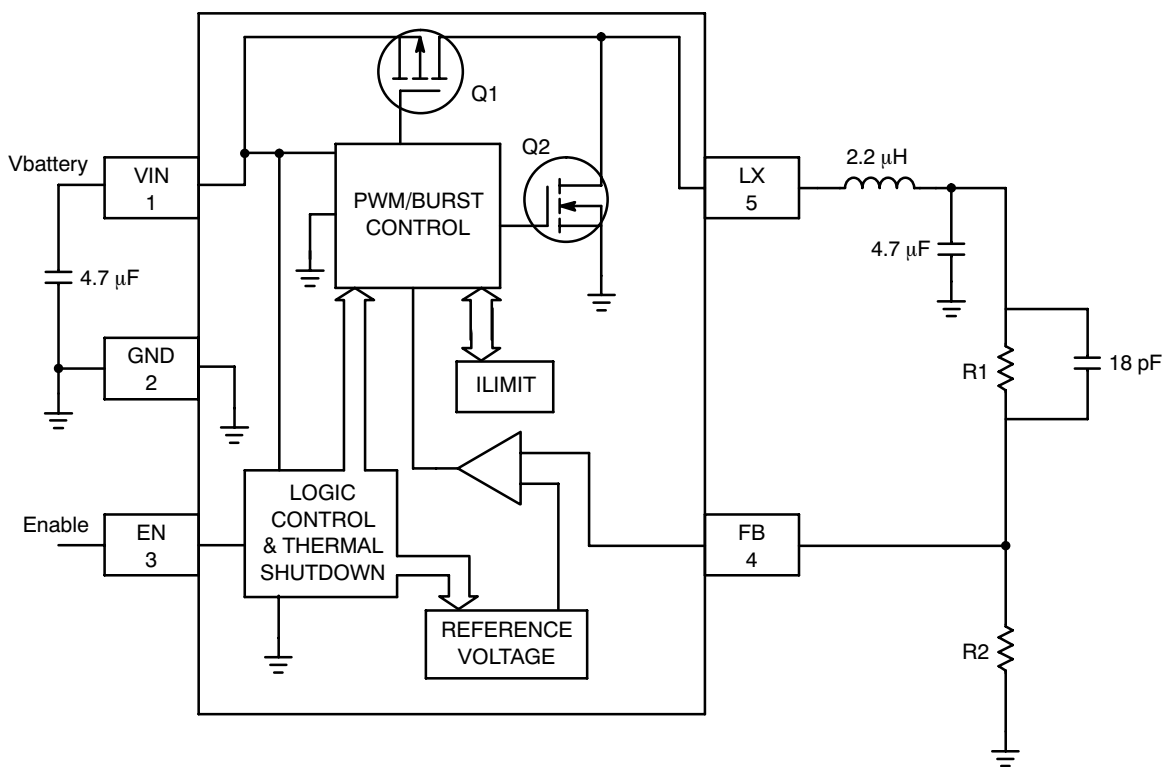 Q1
Q2
Vbattery
VIN
1
PWM/BURST
CONTROL
LX
5
2.2 μH
4.7 μF
4.7 μF
GND
2
ILIMIT
R1
18 pF
LOGIC
CONTROL
& THERMAL
SHUTDOWN
Enable
EN
3
FB
4
REFERENCE
VOLTAGE
R2